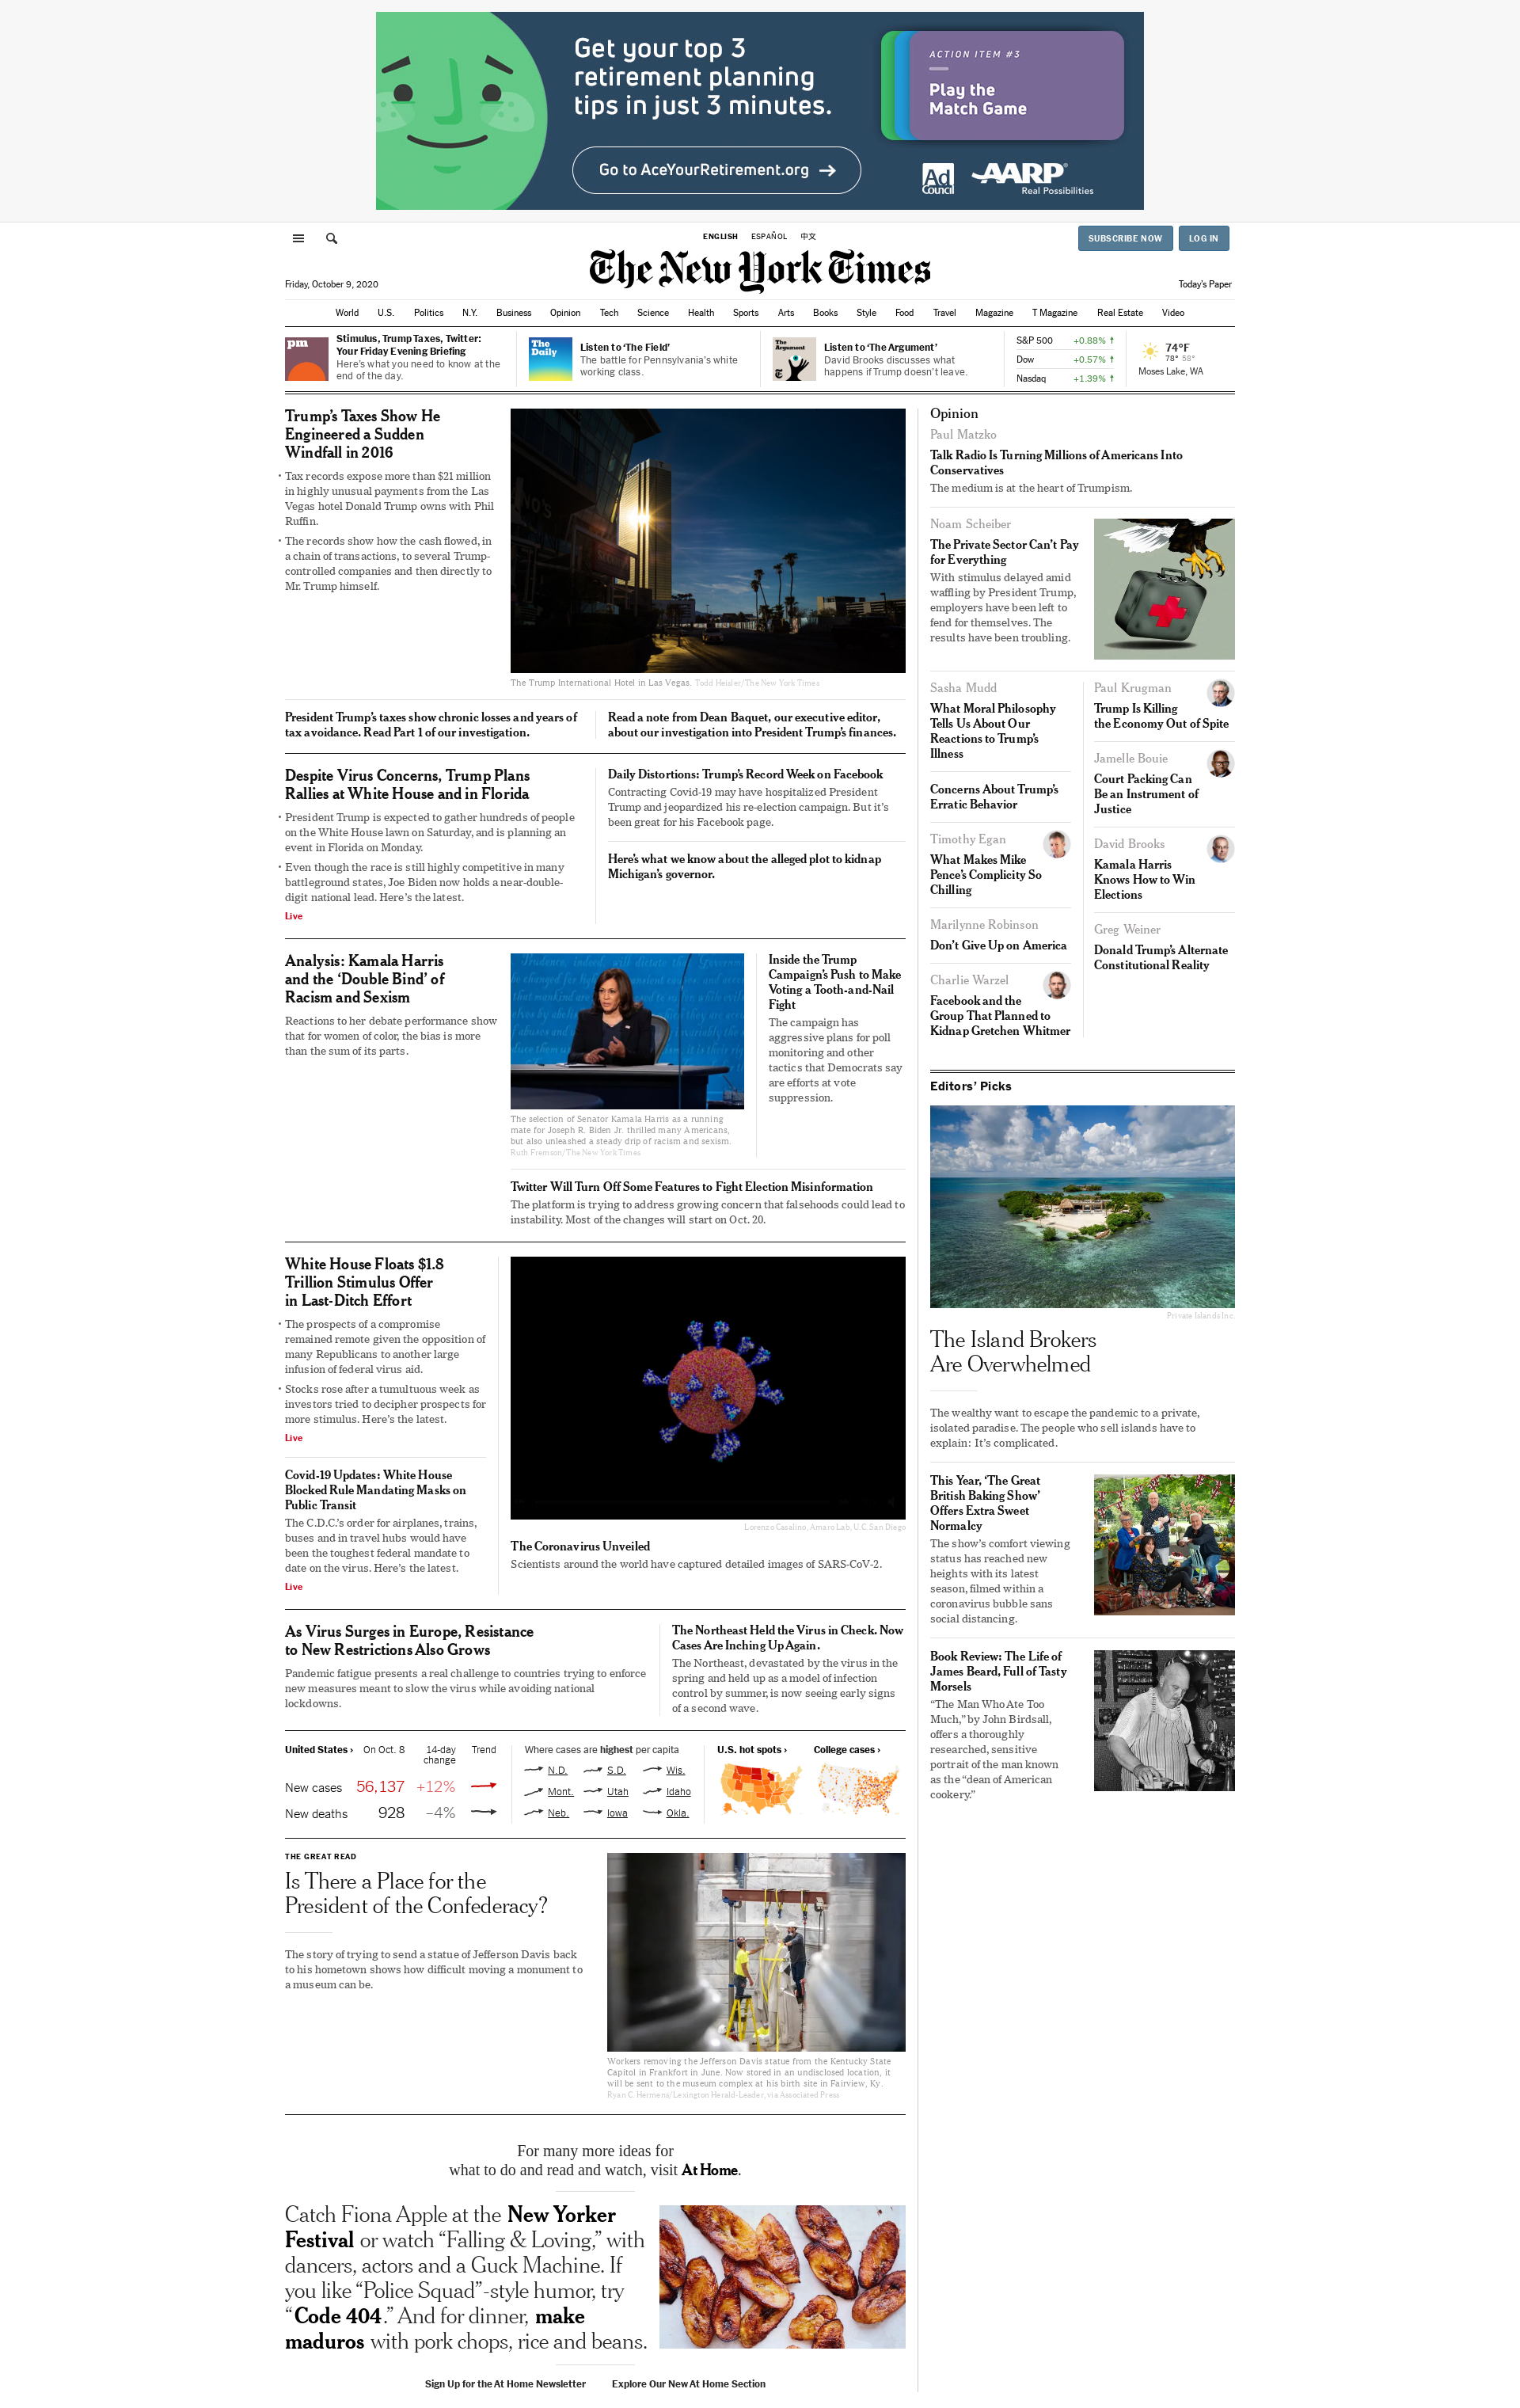 Get your top 3
retirement planning
tips in just 3 minutes.
Go to AceYourRetirement.org →
ACTION ITEM #3
Play the
Match Game
Ad
Council
AARP®
Real Possibilities
ENGLISH ESPAÑOL 中文
SUBSCRIBE NOW LOG IN
The New York Times
Friday, October 9, 2020
Today's Paper
World U.S. Politics N.Y. Business Opinion Tech Science Health Sports Arts Books Style Food Travel Magazine T Magazine Real Estate Video
pm
Stimulus, Trump Taxes, Twitter:
Your Friday Evening Briefing
Here's what you need to know at the
end of the day.
The
Daily
Listen to 'The Field'
The battle for Pennsylvania's white
working class.
The
Argument
Listen to 'The Argument'
David Brooks discusses what
happens if Trump doesn't leave.
S&P 500 +0.88% ↑
Dow +0.57% ↑
Nasdaq +1.39% ↑
74°F
78° 58°
Moses Lake, WA
Trump's Taxes Show He
Engineered a Sudden
Windfall in 2016
• Tax records expose more than $21 million
in highly unusual payments from the Las
Vegas hotel Donald Trump owns with Phil
Ruffin.
• The records show how the cash flowed, in
a chain of transactions, to several Trump-
controlled companies and then directly to
Mr. Trump himself.
The Trump International Hotel in Las Vegas. Todd Heisler/The New York Times
President Trump's taxes show chronic losses and years of
tax avoidance. Read Part 1 of our investigation.
Read a note from Dean Baquet, our executive editor,
about our investigation into President Trump's finances.
Despite Virus Concerns, Trump Plans
Rallies at White House and in Florida
• President Trump is expected to gather hundreds of people
on the White House lawn on Saturday, and is planning an
event in Florida on Monday.
• Even though the race is still highly competitive in many
battleground states, Joe Biden now holds a near-double-
digit national lead. Here's the latest.
Live
Daily Distortions: Trump's Record Week on Facebook
Contracting Covid-19 may have hospitalized President
Trump and jeopardized his re-election campaign. But it's
been great for his Facebook page.
Here's what we know about the alleged plot to kidnap
Michigan's governor.
Analysis: Kamala Harris
and the 'Double Bind' of
Racism and Sexism
Reactions to her debate performance show
that for women of color, the bias is more
than the sum of its parts.
The selection of Senator Kamala Harris as a running
mate for Joseph R. Biden Jr. thrilled many Americans,
but also unleashed a steady drip of racism and sexism.
Ruth Fremson/The New York Times
Inside the Trump
Campaign's Push to Make
Voting a Tooth-and-Nail
Fight
The campaign has
aggressive plans for poll
monitoring and other
tactics that Democrats say
are efforts at vote
suppression.
Twitter Will Turn Off Some Features to Fight Election Misinformation
The platform is trying to address growing concern that falsehoods could lead to
instability. Most of the changes will start on Oct. 20.
White House Floats $1.8
Trillion Stimulus Offer
in Last-Ditch Effort
• The prospects of a compromise
remained remote given the opposition of
many Republicans to another large
infusion of federal virus aid.
• Stocks rose after a tumultuous week as
investors tried to decipher prospects for
more stimulus. Here's the latest.
Live
Covid-19 Updates: White House
Blocked Rule Mandating Masks on
Public Transit
The C.D.C.'s order for airplanes, trains,
buses and in travel hubs would have
been the toughest federal mandate to
date on the virus. Here's the latest.
Live
Lorenzo Casalino, Amaro Lab, U.C. San Diego
The Coronavirus Unveiled
Scientists around the world have captured detailed images of SARS-CoV-2.
As Virus Surges in Europe, Resistance
to New Restrictions Also Grows
Pandemic fatigue presents a real challenge to countries trying to enforce
new measures meant to slow the virus while avoiding national
lockdowns.
The Northeast Held the Virus in Check. Now
Cases Are Inching Up Again.
The Northeast, devastated by the virus in the
spring and held up as a model of infection
control by summer, is now seeing early signs
of a second wave.
United States › On Oct. 8 14-day Trend
change
New cases 56,137 +12%
New deaths 928 –4%
Where cases are highest per capita
N.D. S.D. Wis.
Mont. Utah Idaho
Neb. Iowa Okla.
U.S. hot spots › College cases ›
THE GREAT READ
Is There a Place for the
President of the Confederacy?
The story of trying to send a statue of Jefferson Davis back
to his hometown shows how difficult moving a monument to
a museum can be.
Workers removing the Jefferson Davis statue from the Kentucky State
Capitol in Frankfort in June. Now stored in an undisclosed location, it
will be sent to the museum complex at his birth site in Fairview, Ky.
Ryan C. Hermens/Lexington Herald-Leader, via Associated Press
For many more ideas for
what to do and read and watch, visit At Home.
Catch Fiona Apple at the New Yorker
Festival or watch “Falling & Loving,” with
dancers, actors and a Guck Machine. If
you like “Police Squad”-style humor, try
“Code 404.” And for dinner, make
maduros with pork chops, rice and beans.
Sign Up for the At Home Newsletter Explore Our New At Home Section
Opinion
Paul Matzko
Talk Radio Is Turning Millions of Americans Into
Conservatives
The medium is at the heart of Trumpism.
Noam Scheiber
The Private Sector Can't Pay
for Everything
With stimulus delayed amid
waffling by President Trump,
employers have been left to
fend for themselves. The
results have been troubling.
Sasha Mudd
What Moral Philosophy
Tells Us About Our
Reactions to Trump's
Illness
Concerns About Trump's
Erratic Behavior
Timothy Egan
What Makes Mike
Pence's Complicity So
Chilling
Marilynne Robinson
Don't Give Up on America
Charlie Warzel
Facebook and the
Group That Planned to
Kidnap Gretchen Whitmer
Paul Krugman
Trump Is Killing
the Economy Out of Spite
Jamelle Bouie
Court Packing Can
Be an Instrument of
Justice
David Brooks
Kamala Harris
Knows How to Win
Elections
Greg Weiner
Donald Trump's Alternate
Constitutional Reality
Editors' Picks
Private Islands Inc.
The Island Brokers
Are Overwhelmed
The wealthy want to escape the pandemic to a private,
isolated paradise. The people who sell islands have to
explain: It's complicated.
This Year, 'The Great
British Baking Show'
Offers Extra Sweet
Normalcy
The show's comfort viewing
status has reached new
heights with its latest
season, filmed within a
coronavirus bubble sans
social distancing.
Book Review: The Life of
James Beard, Full of Tasty
Morsels
“The Man Who Ate Too
Much,” by John Birdsall,
offers a thoroughly
researched, sensitive
portrait of the man known
as the “dean of American
cookery.”